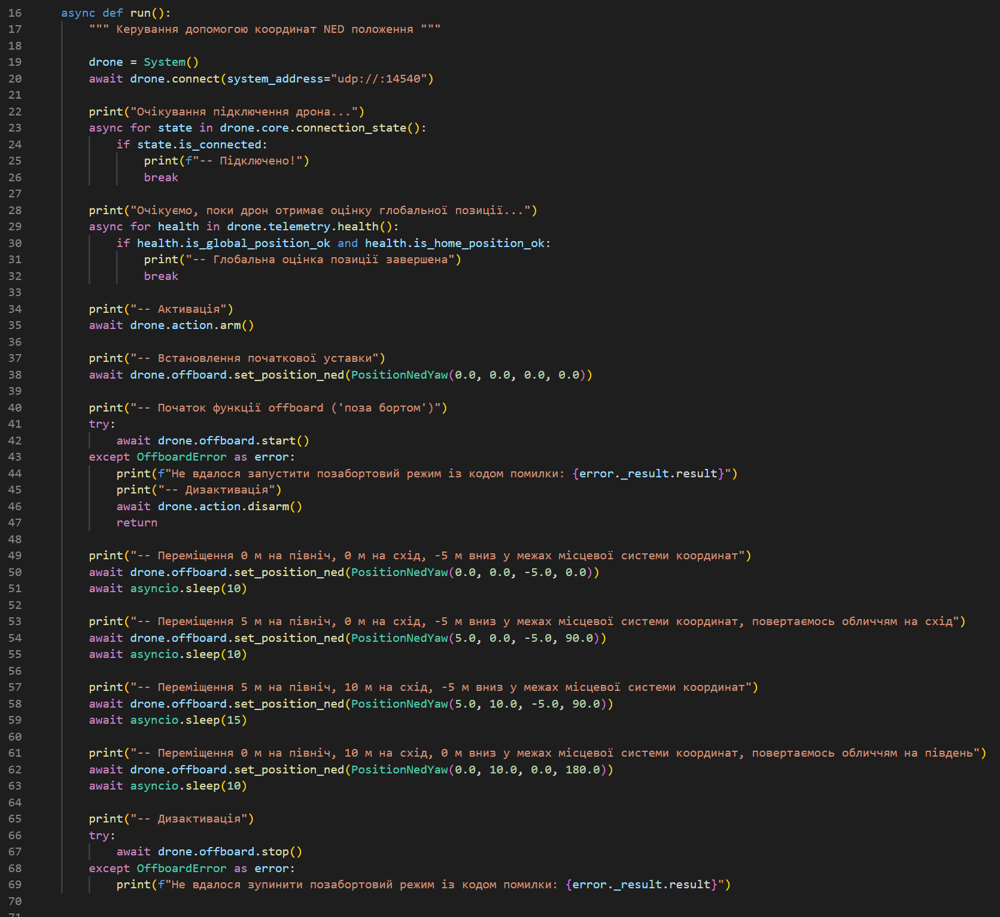 16 async def run():
17 """ Керування допомогою координат NED положення """
18
19 drone = System()
20 await drone.connect(system_address="udp://:14540")
21
22 print("Очікування підключення дрона...")
23 async for state in drone.core.connection_state():
24 if state.is_connected:
25 print(f"-- Підключено!")
26 break
27
28 print("Очікуємо, поки дрон отримає оцінку глобальної позиції...")
29 async for health in drone.telemetry.health():
30 if health.is_global_position_ok and health.is_home_position_ok:
31 print("-- Глобальна оцінка позиції завершена")
32 break
33
34 print("-- Активація")
35 await drone.action.arm()
36
37 print("-- Встановлення початкової уставки")
38 await drone.offboard.set_position_ned(PositionNedYaw(0.0, 0.0, 0.0, 0.0))
39
40 print("-- Початок функції offboard ('поза бортом')")
41 try:
42 await drone.offboard.start()
43 except OffboardError as error:
44 print(f"Не вдалося запустити позабортовий режим із кодом помилки: {error._result.result}")
45 print("-- Дизактивація")
46 await drone.action.disarm()
47 return
48
49 print("-- Переміщення 0 м на північ, 0 м на схід, -5 м вниз у межах місцевої системи координат")
50 await drone.offboard.set_position_ned(PositionNedYaw(0.0, 0.0, -5.0, 0.0))
51 await asyncio.sleep(10)
52
53 print("-- Переміщення 5 м на північ, 0 м на схід, -5 м вниз у межах місцевої системи координат, повертаємось обличчям на схід")
54 await drone.offboard.set_position_ned(PositionNedYaw(5.0, 0.0, -5.0, 90.0))
55 await asyncio.sleep(10)
56
57 print("-- Переміщення 5 м на північ, 10 м на схід, -5 м вниз у межах місцевої системи координат")
58 await drone.offboard.set_position_ned(PositionNedYaw(5.0, 10.0, -5.0, 90.0))
59 await asyncio.sleep(15)
60
61 print("-- Переміщення 0 м на північ, 10 м на схід, 0 м вниз у межах місцевої системи координат, повертаємось обличчям на південь")
62 await drone.offboard.set_position_ned(PositionNedYaw(0.0, 10.0, 0.0, 180.0))
63 await asyncio.sleep(10)
64
65 print("-- Дизактивація")
66 try:
67 await drone.offboard.stop()
68 except OffboardError as error:
69 print(f"Не вдалося зупинити позабортовий режим із кодом помилки: {error._result.result}")
70
71